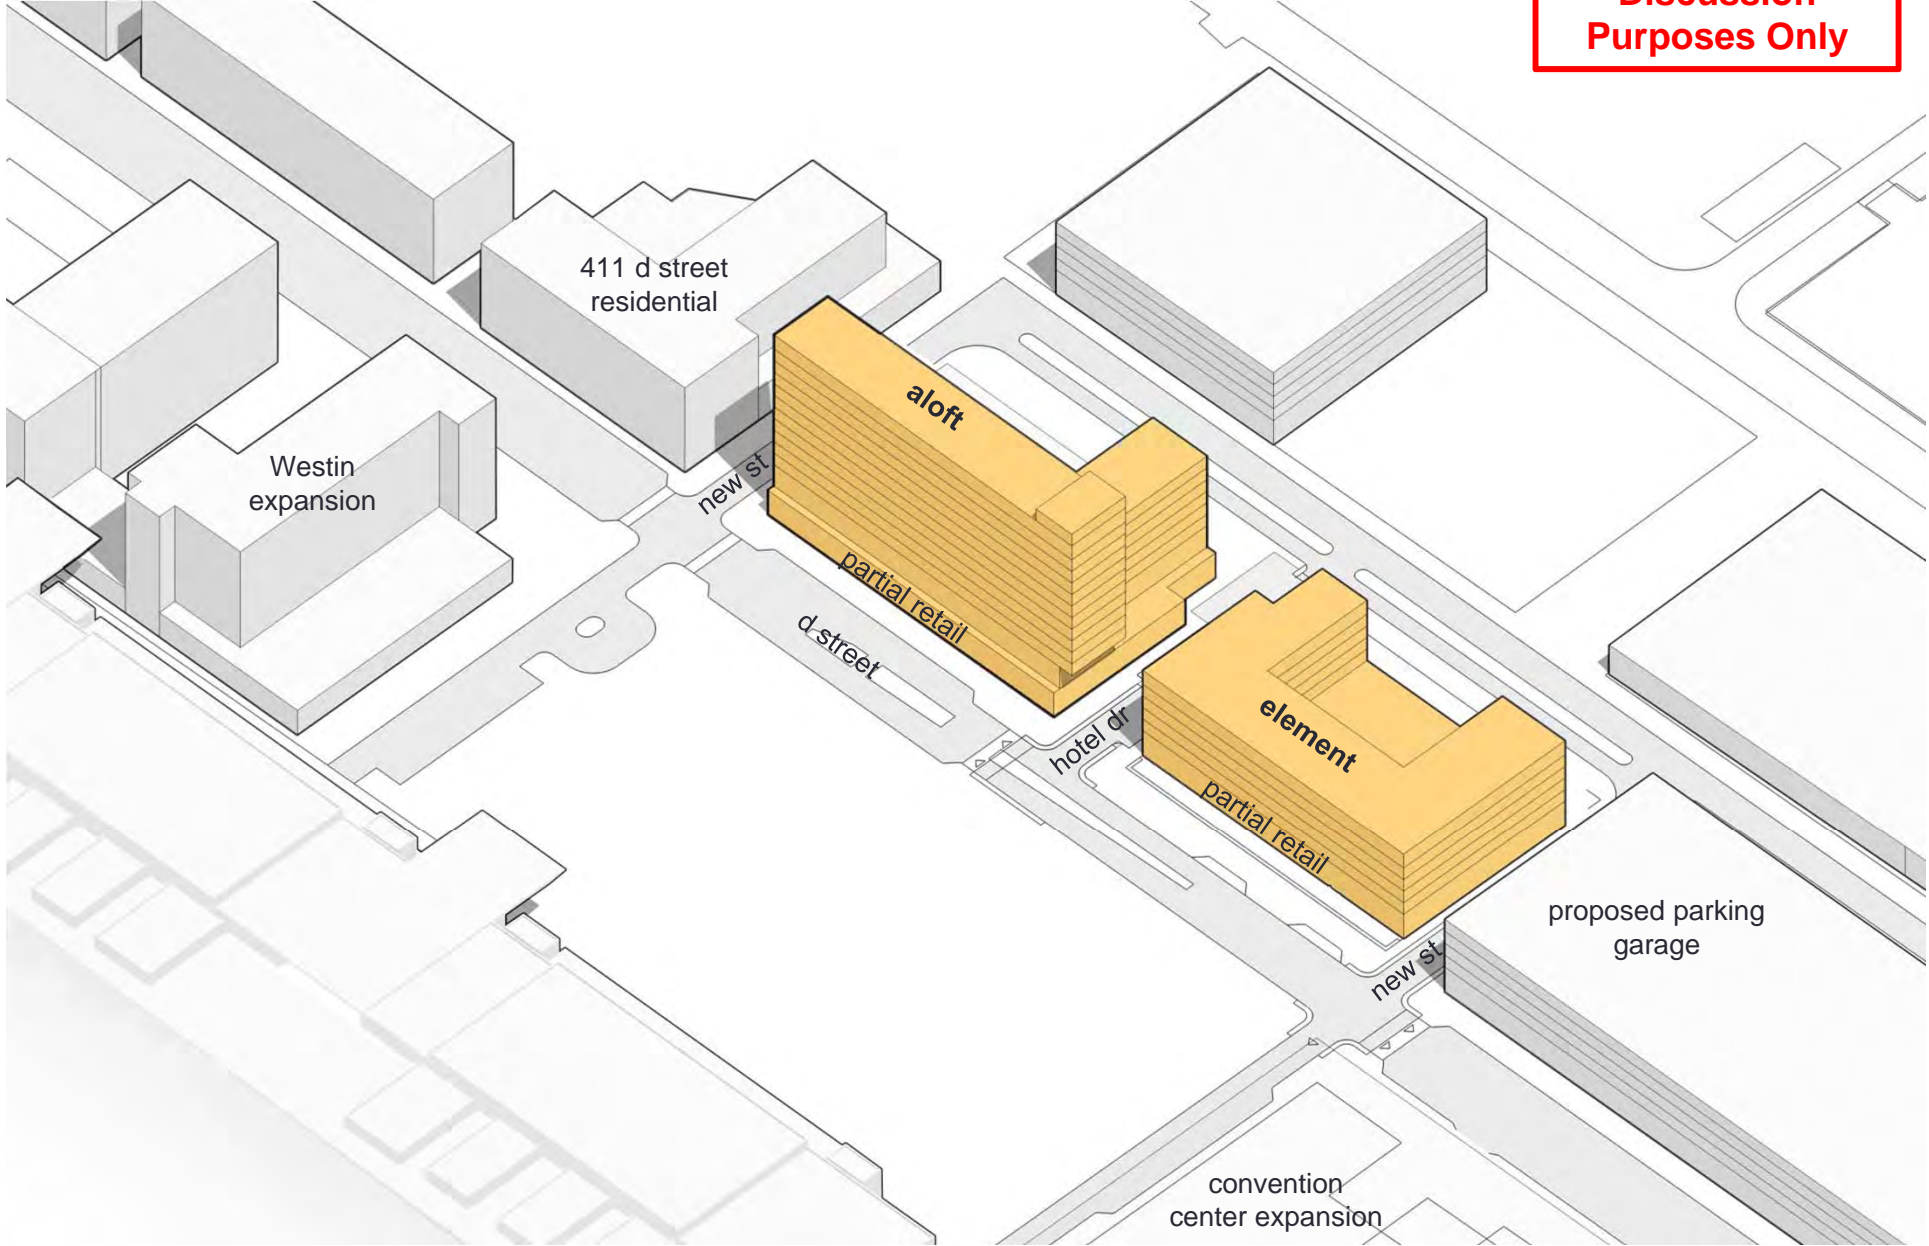 Discussion
Purposes Only
411 d street
residential
aloft
Westin
expansion
new st
partial retail
d street
hotel dr
element
partial retail
proposed parking
garage
new st
convention
center expansion